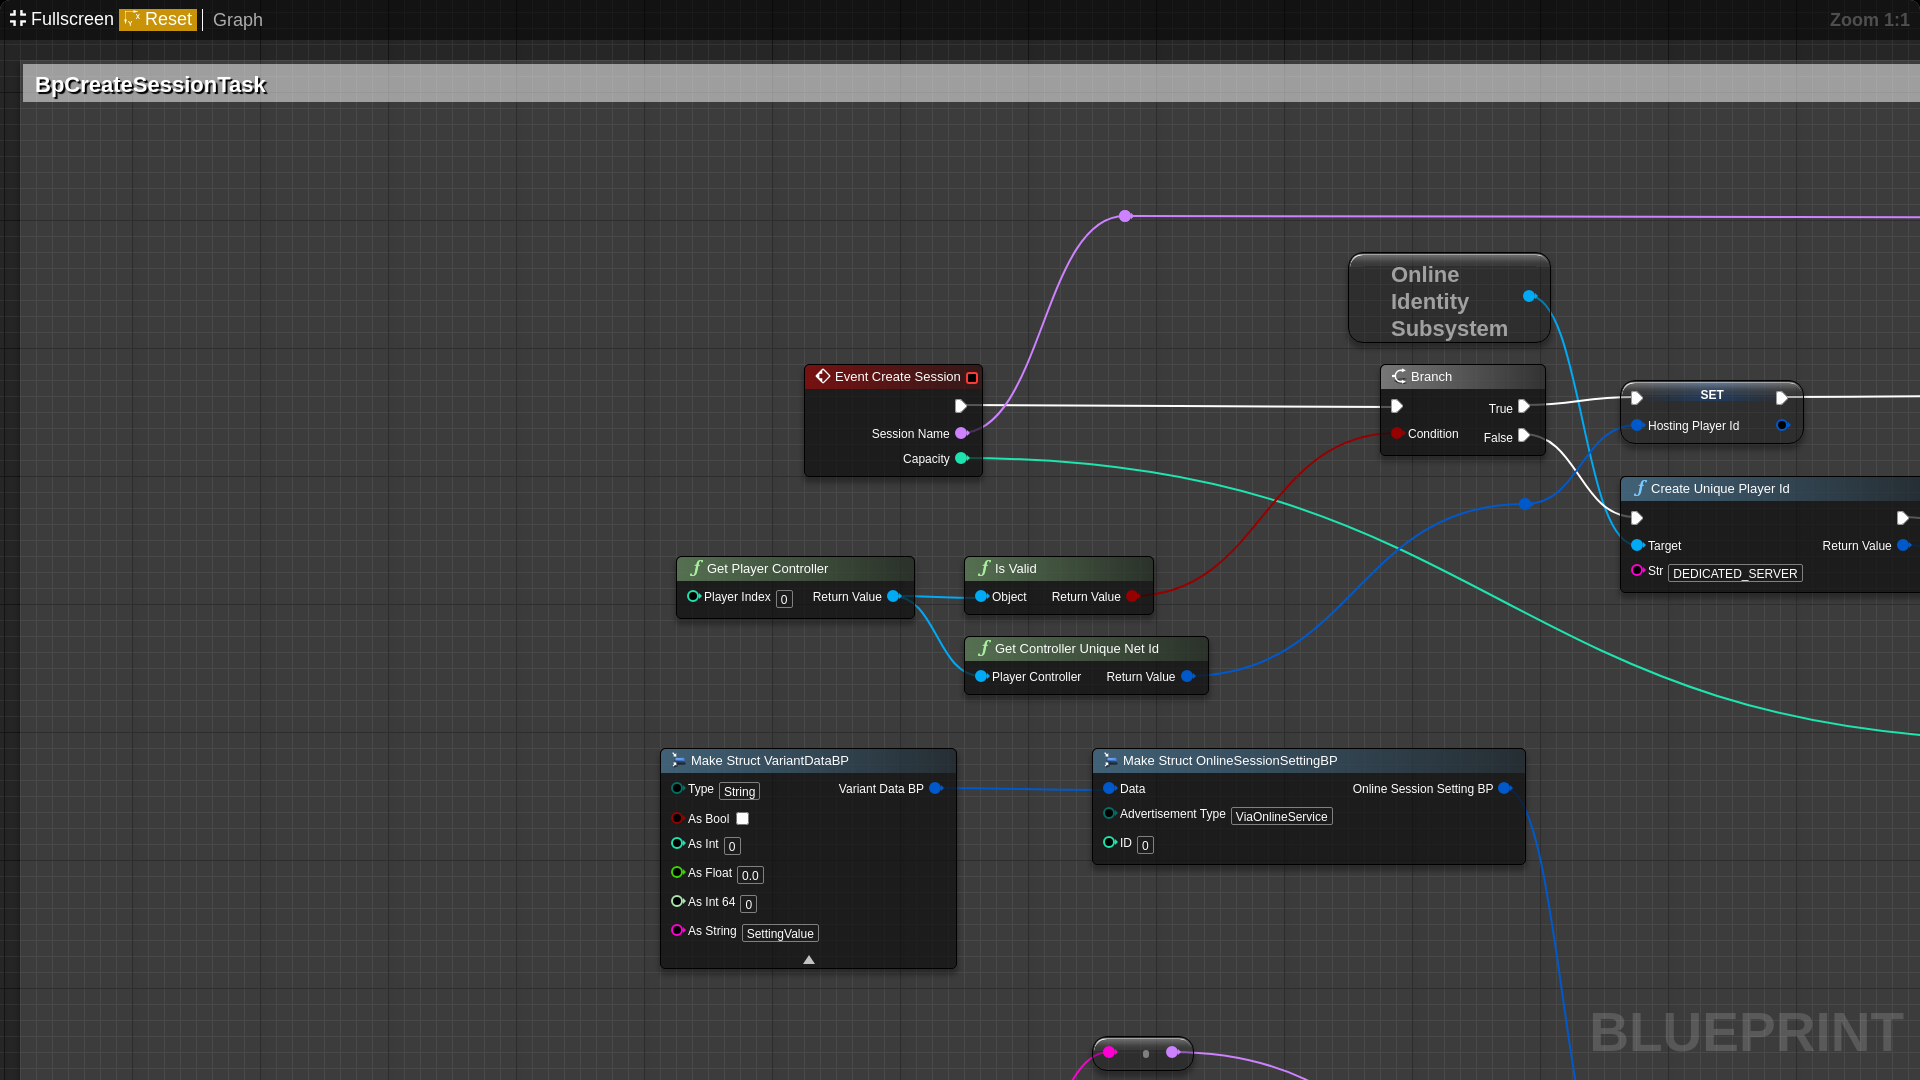 Fullscreen
Reset
Graph
Zoom 1:1
BpCreateSessionTask
Online
Identity
Subsystem
Event Create Session
Session Name
Capacity
Branch
True
Condition
False
SET
Hosting Player Id
Create Unique Player Id
Target
Return Value
Str DEDICATED_SERVER
Get Player Controller
Player Index 0
Return Value
Is Valid
Object
Return Value
Get Controller Unique Net Id
Player Controller
Return Value
Make Struct VariantDataBP
Type String
Variant Data BP
As Bool
As Int 0
As Float 0.0
As Int 64 0
As String SettingValue
Make Struct OnlineSessionSettingBP
Data
Online Session Setting BP
Advertisement Type ViaOnlineService
ID 0
BLUEPRINT